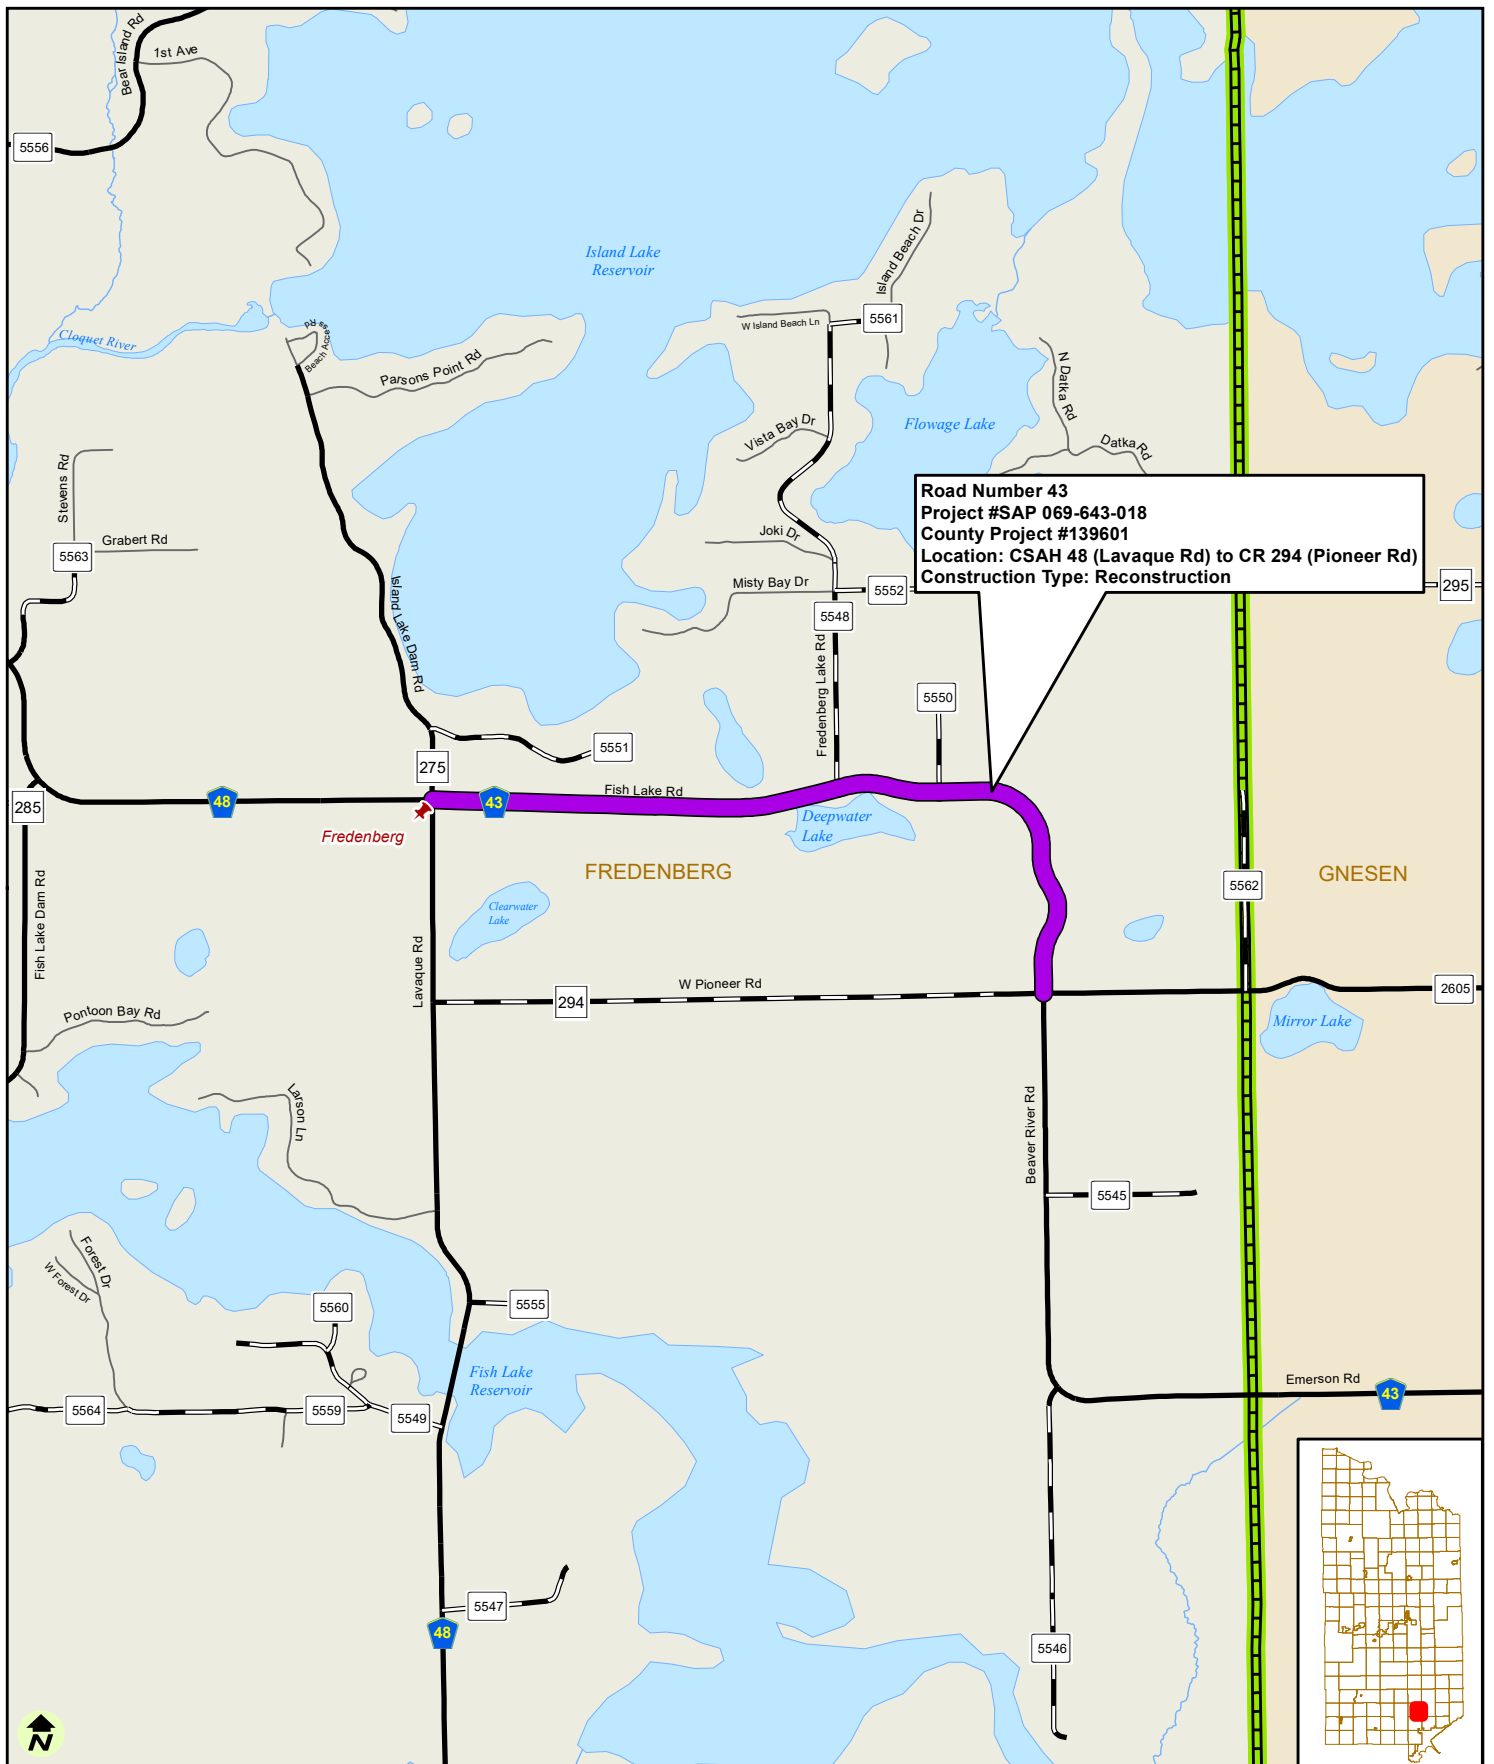 Bear Island Rd
1st Ave
5556
Island Lake
Reservoir
Island Beach Dr
W Island Beach Ln
5561
Cloquet River
Beach Access Rd
Parsons Point Rd
N Datka Rd
Flowage Lake
Vista Bay Dr
Datka Rd
Stevens Rd
Grabert Rd
5563
Road Number 43
Project #SAP 069-643-018
County Project #139601
Location: CSAH 48 (Lavaque Rd) to CR 294 (Pioneer Rd)
Construction Type: Reconstruction
Joki Dr
Misty Bay Dr
5552
295
5548
Island Lake Dam Rd
Fredenberg Lake Rd
5550
5551
275
285
48
43
Fish Lake Rd
Fredenberg
Deepwater
Lake
FREDENBERG
GNESEN
5562
Fish Lake Dam Rd
Clearwater
Lake
Lavaque Rd
W Pioneer Rd
294
2605
Pontoon Bay Rd
Mirror Lake
Larson Ln
Beaver River Rd
5545
Forest Dr
W Forest Dr
5560
5555
Fish Lake
Reservoir
Emerson Rd
43
5564
5559
5549
5547
48
5546
N